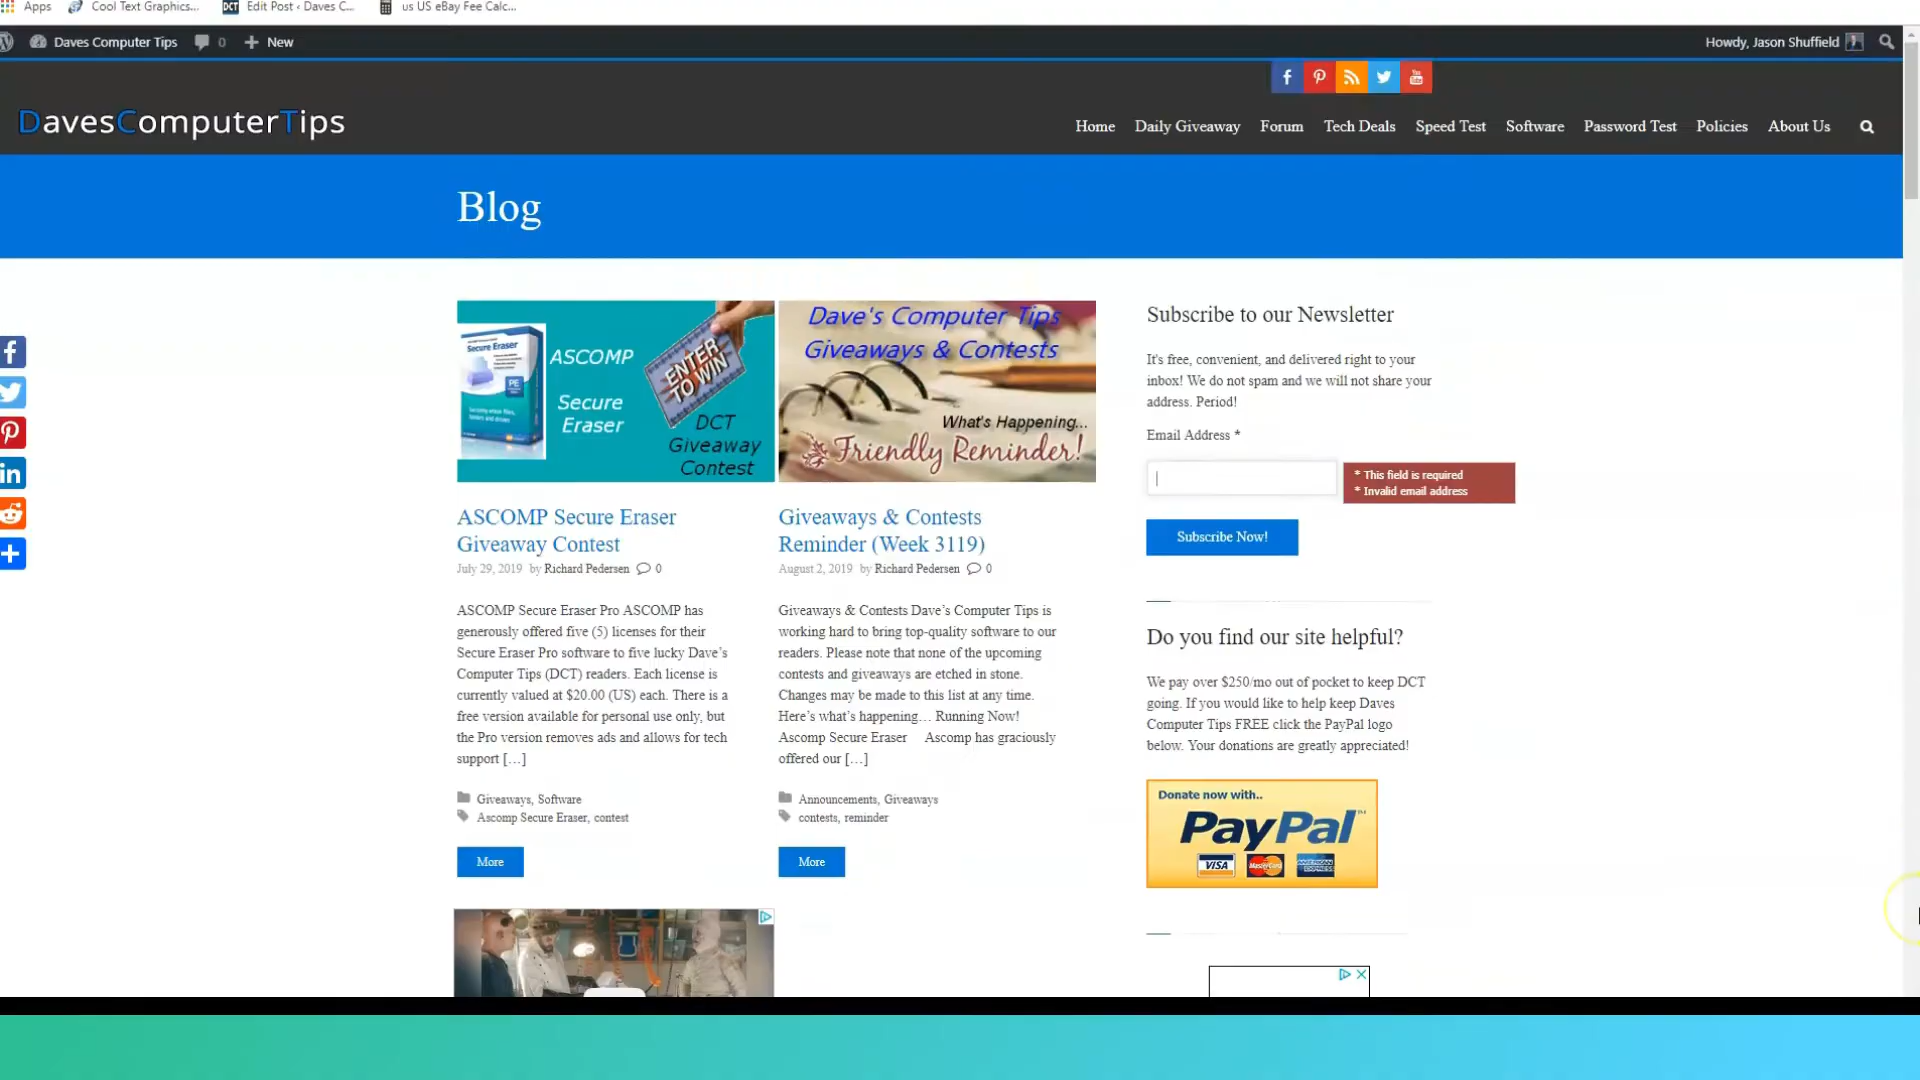 Apps Cool Text Graphics... Edit Post ‹ Daves C... us US eBay Fee Calc...
Daves Computer Tips 0 New Howdy, Jason Shuffield
DavesComputerTips
Home Daily Giveaway Forum Tech Deals Speed Test Software Password Test Policies About Us
Blog
Secure Eraser
ASCOMP
Secure
Eraser
ENTER
TO WIN
DCT
Giveaway
Contest
Dave's Computer Tips
Giveaways & Contests
What's Happening...
Friendly Reminder!
ASCOMP Secure Eraser
Giveaway Contest
July 29, 2019 by Richard Pedersen 0
ASCOMP Secure Eraser Pro ASCOMP has
generously offered five (5) licenses for their
Secure Eraser Pro software to five lucky Dave's
Computer Tips (DCT) readers. Each license is
currently valued at $20.00 (US) each. There is a
free version available for personal use only, but
the Pro version removes ads and allows for tech
support […]
Giveaways, Software
Ascomp Secure Eraser, contest
More
Giveaways & Contests
Reminder (Week 3119)
August 2, 2019 by Richard Pedersen 0
Giveaways & Contests Dave's Computer Tips is
working hard to bring top-quality software to our
readers. Please note that none of the upcoming
contests and giveaways are etched in stone.
Changes may be made to this list at any time.
Here's what's happening… Running Now!
Ascomp Secure Eraser Ascomp has graciously
offered our […]
Announcements, Giveaways
contests, reminder
More
Subscribe to our Newsletter
It's free, convenient, and delivered right to your
inbox! We do not spam and we will not share your
address. Period!
Email Address *
* This field is required
* Invalid email address
Subscribe Now!
Do you find our site helpful?
We pay over $250/mo out of pocket to keep DCT
going. If you would like to help keep Daves
Computer Tips FREE click the PayPal logo
below. Your donations are greatly appreciated!
Donate now with..
PayPal
VISA MasterCard AMERICAN EXPRESS